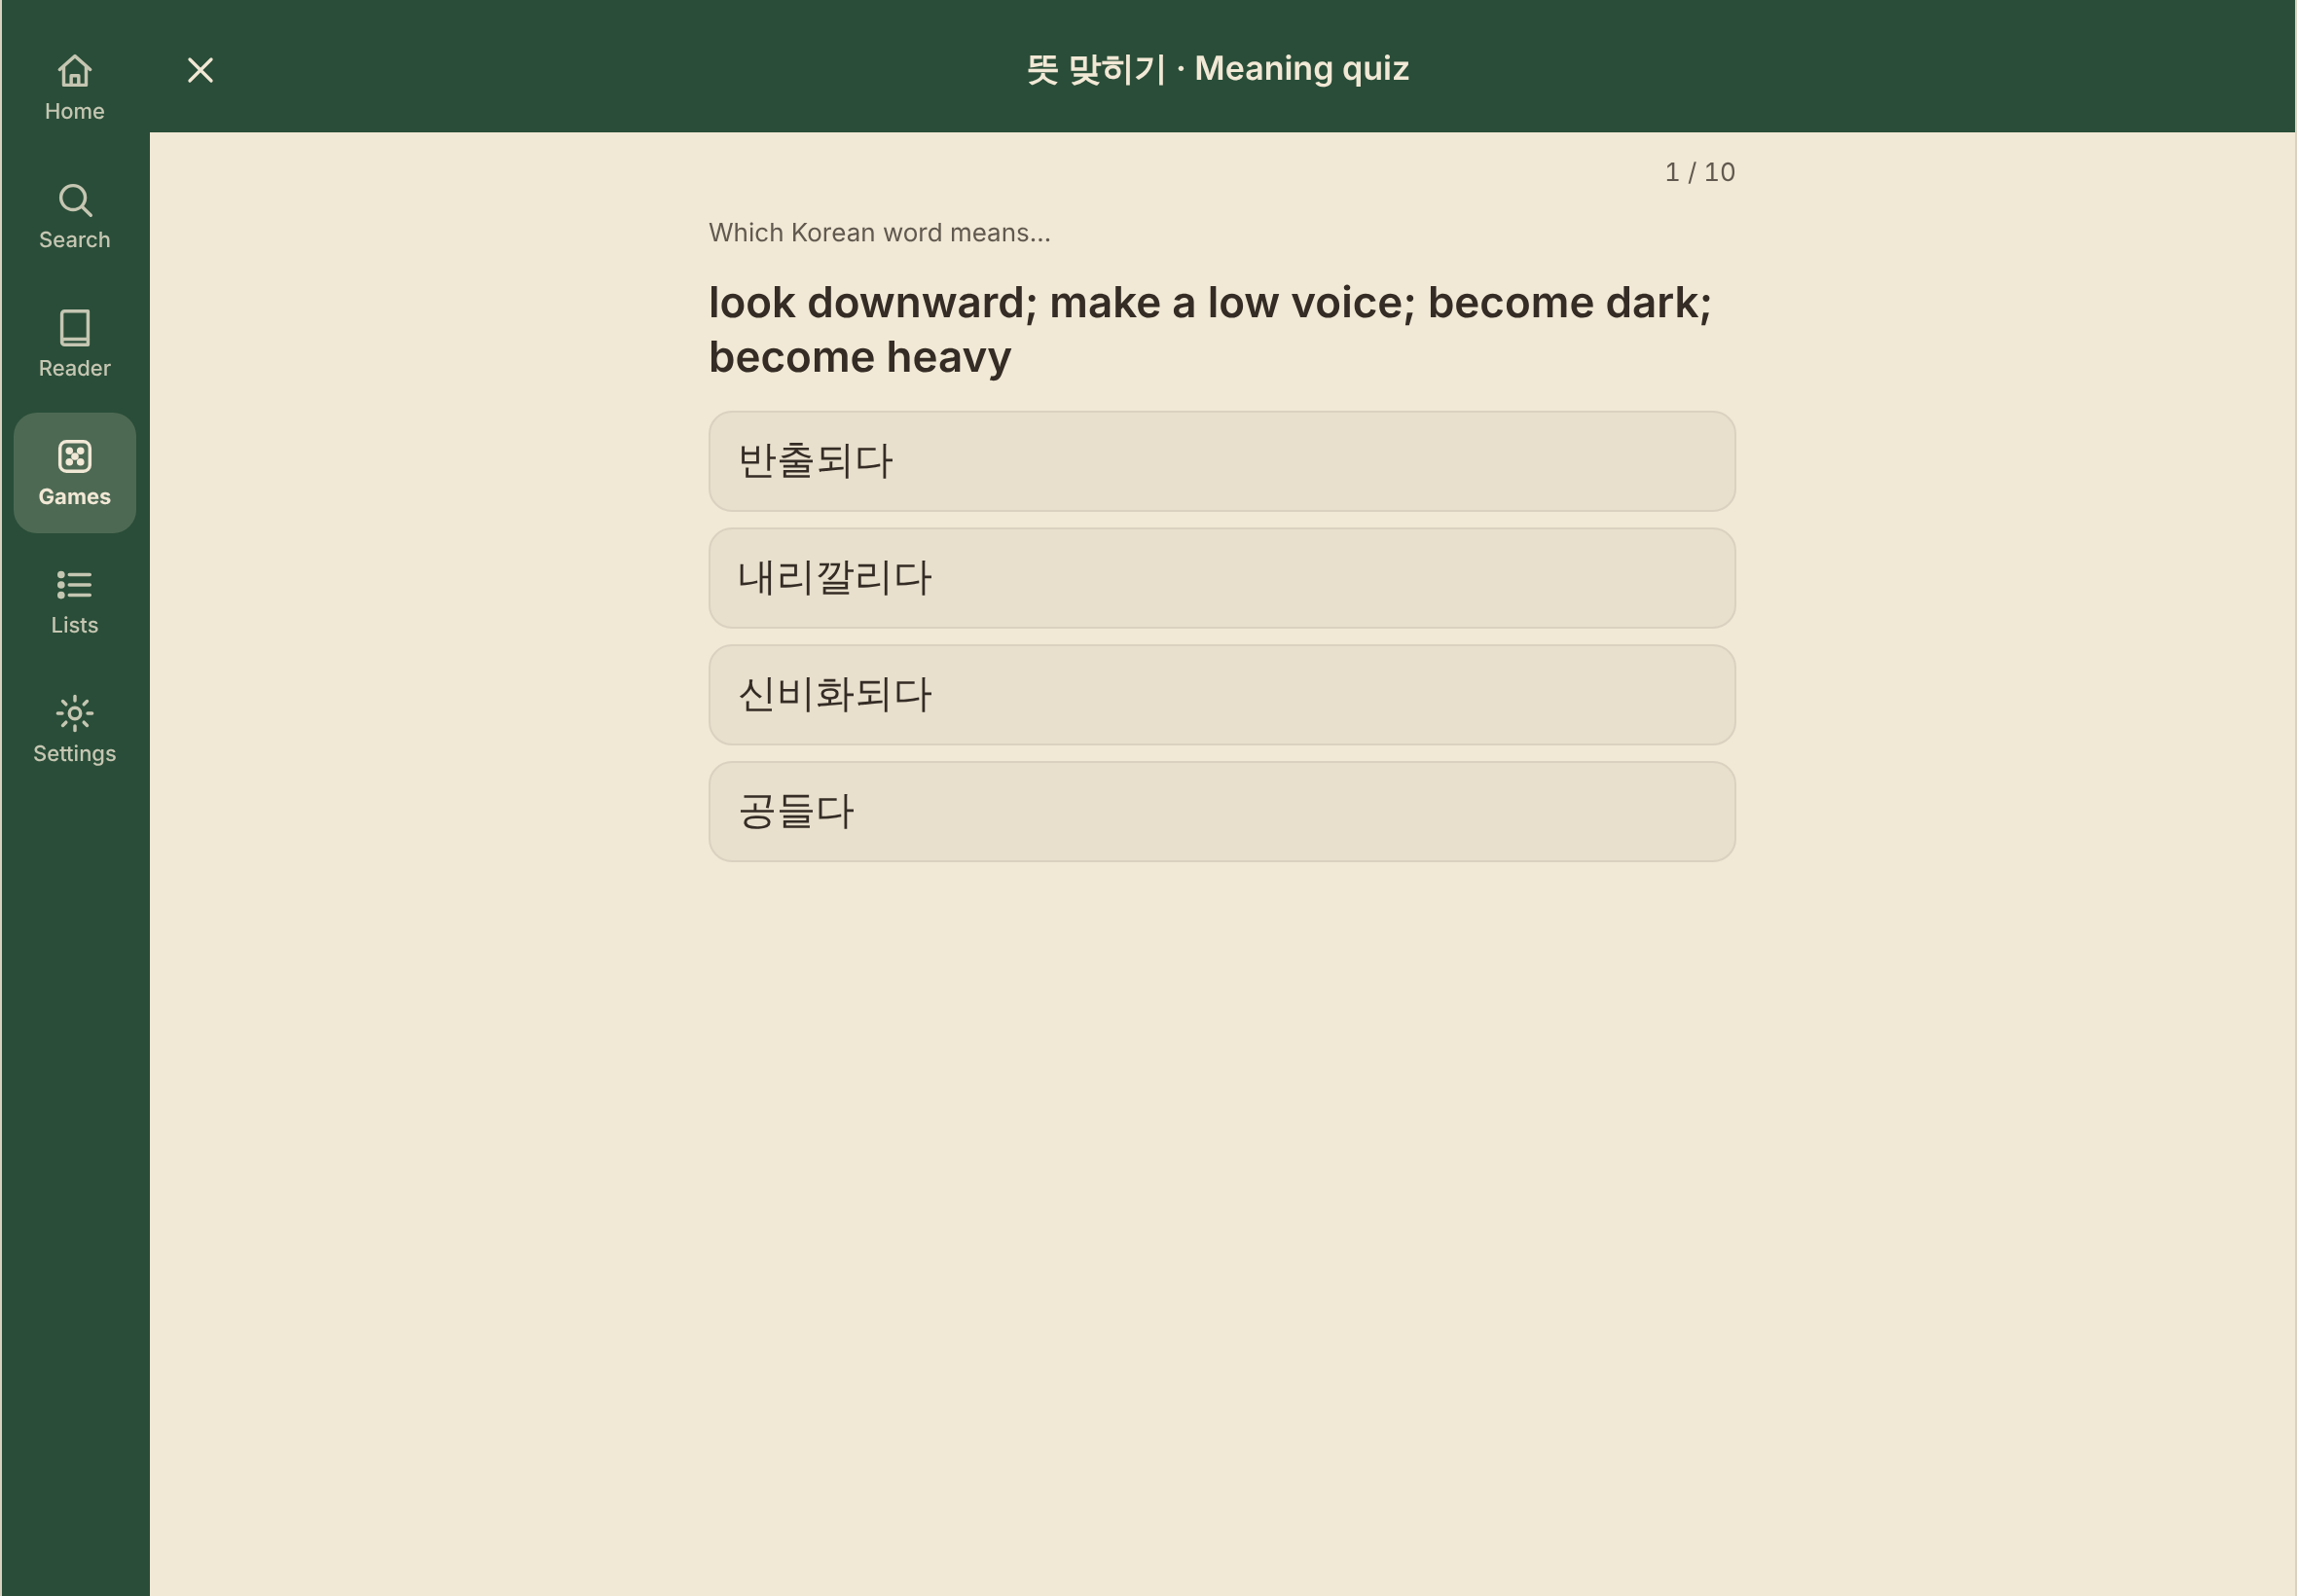 뜻 맞히기 · Meaning quiz
Home
Search
Reader
Games
Lists
Settings
1 / 10
Which Korean word means...
look downward; make a low voice; become dark;
become heavy
반출되다
내리깔리다
신비화되다
공들다